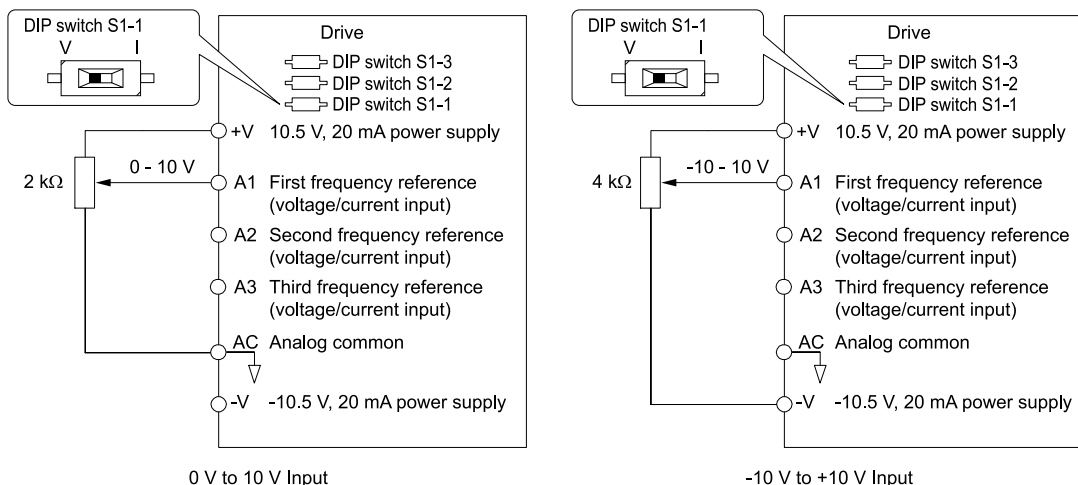 DIP switch S1-1
V I
Drive
DIP switch S1-3
DIP switch S1-2
DIP switch S1-1
+V 10.5 V, 20 mA power supply
2 kΩ
0 - 10 V
A1 First frequency reference
(voltage/current input)
A2 Second frequency reference
(voltage/current input)
A3 Third frequency reference
(voltage/current input)
AC Analog common
-V -10.5 V, 20 mA power supply
0 V to 10 V Input
DIP switch S1-1
V I
Drive
DIP switch S1-3
DIP switch S1-2
DIP switch S1-1
+V 10.5 V, 20 mA power supply
4 kΩ
-10 - 10 V
A1 First frequency reference
(voltage/current input)
A2 Second frequency reference
(voltage/current input)
A3 Third frequency reference
(voltage/current input)
AC Analog common
-V -10.5 V, 20 mA power supply
-10 V to +10 V Input